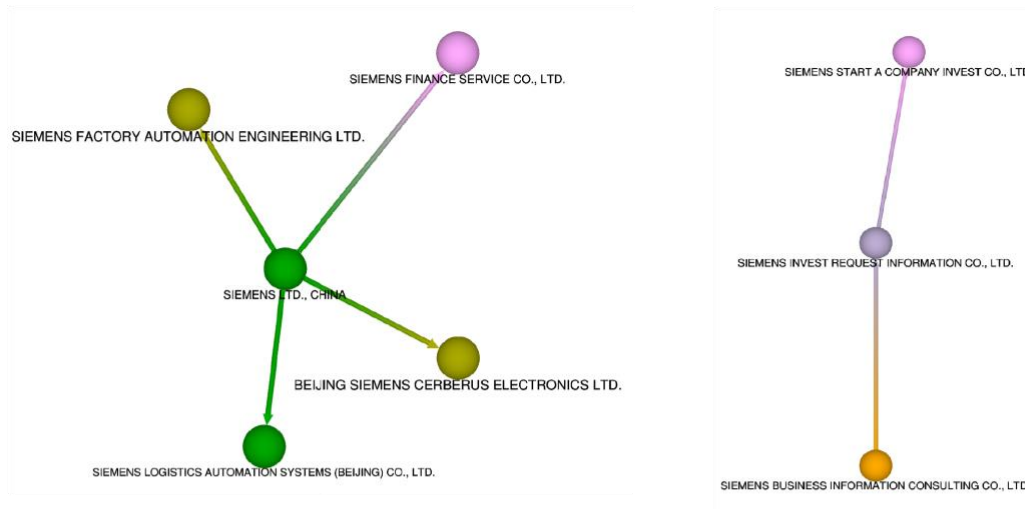 SIEMENS FINANCE SERVICE CO., LTD.
SIEMENS FACTORY AUTOMATION ENGINEERING LTD.
SIEMENS LTD., CHINA
BEIJING SIEMENS CERBERUS ELECTRONICS LTD.
SIEMENS LOGISTICS AUTOMATION SYSTEMS (BEIJING) CO., LTD.
SIEMENS START A COMPANY INVEST CO., LTD
SIEMENS INVEST REQUEST INFORMATION CO., LTD.
SIEMENS BUSINESS INFORMATION CONSULTING CO., LTD